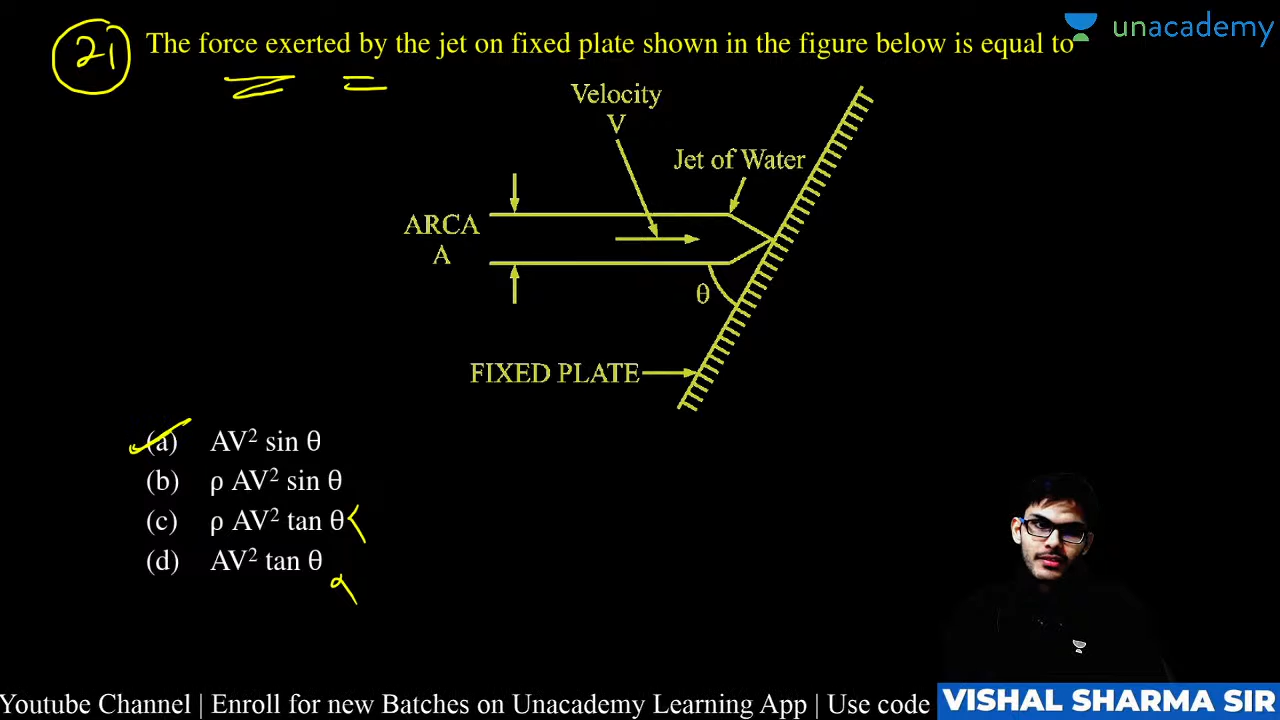 21
The force exerted by the jet on fixed plate shown in the figure below is equal to
unacademy
Velocity
V
Jet of Water
ARCA
A
θ
FIXED PLATE
(a) AV² sin θ
(b) ρ AV² sin θ
(c) ρ AV² tan θ
(d) AV² tan θ
Youtube Channel | Enroll for new Batches on Unacademy Learning App | Use code
VISHAL SHARMA SIR